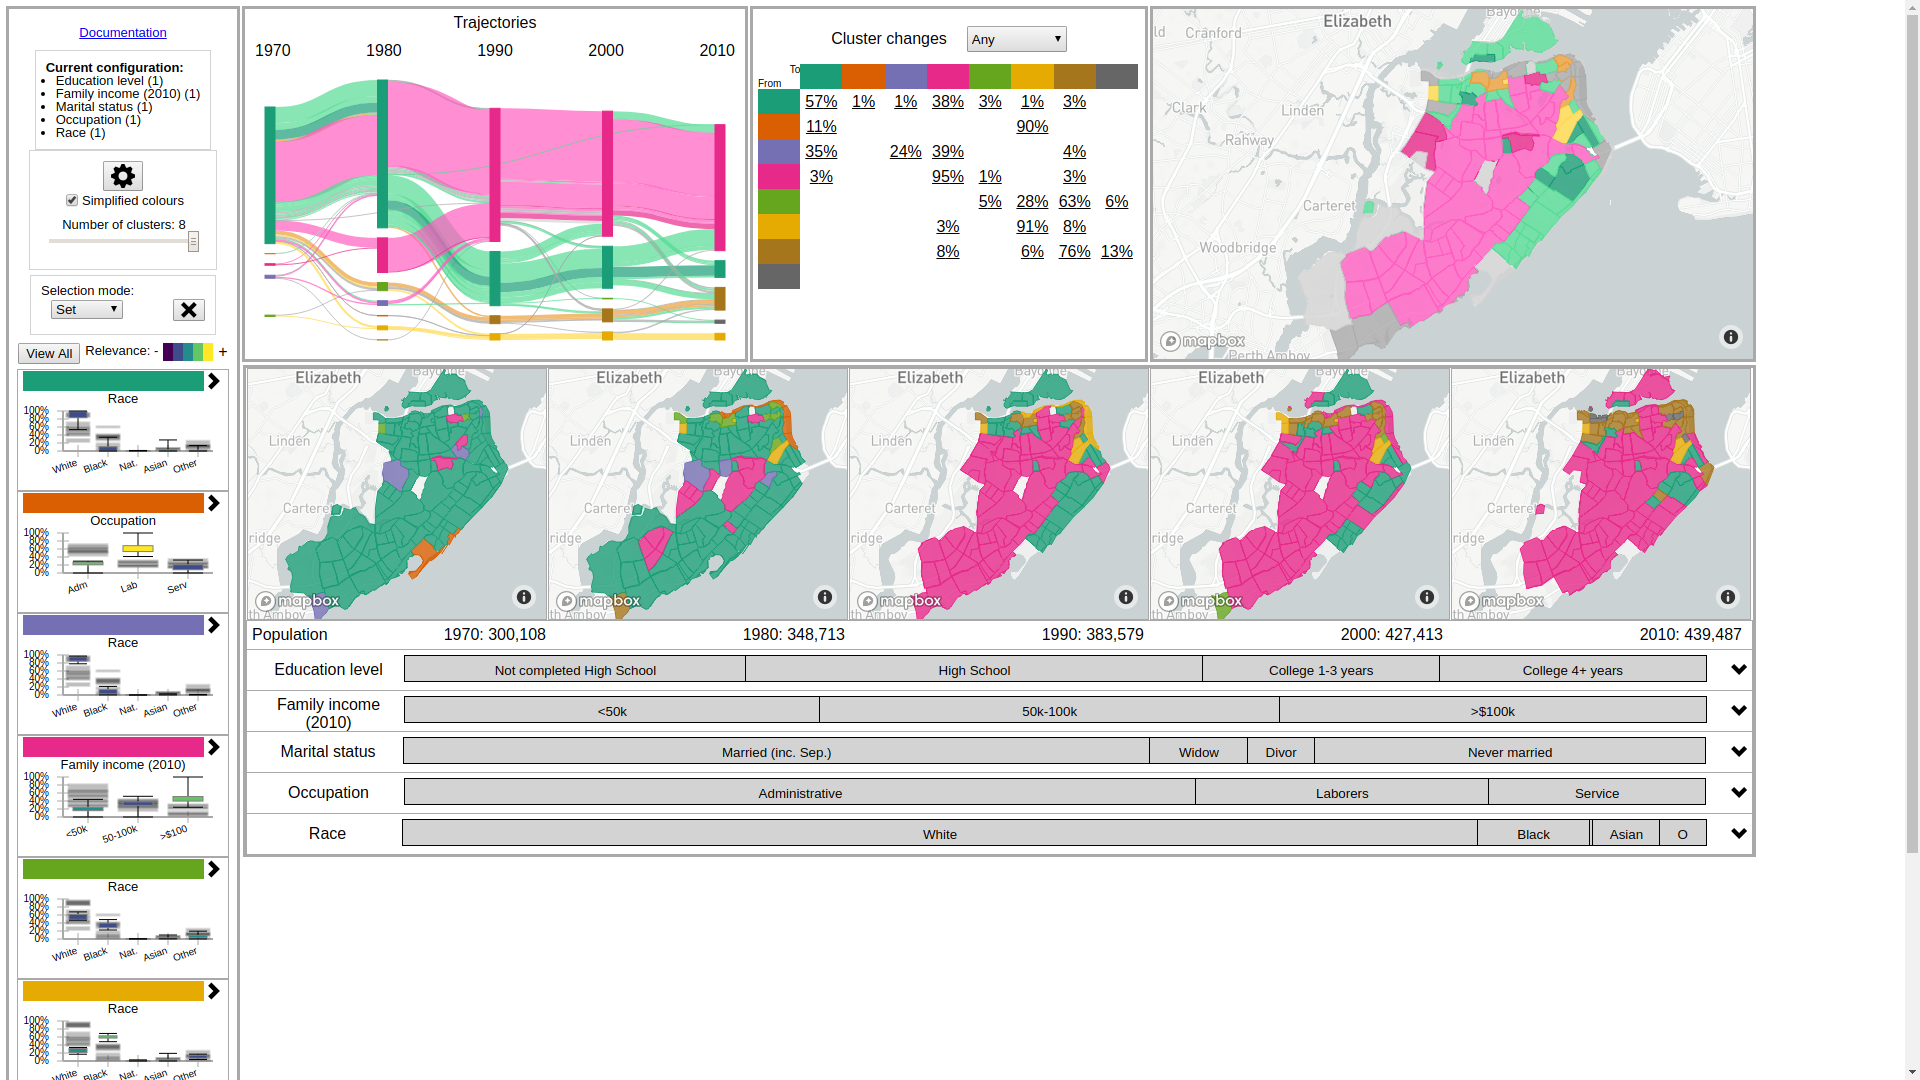 Documentation
Current configuration:
Education level (1)
Family income (2010) (1)
Marital status (1)
Occupation (1)
Race (1)
Simplified colours
Number of clusters: 8
Selection mode:
Set
View All
Relevance: - +
Race
100%
80%
60%
40%
20%
0%
White Black Nat. Asian Other
Occupation
100%
80%
60%
40%
20%
0%
Adm Lab Serv
Race
100%
80%
60%
40%
20%
0%
White Black Nat. Asian Other
Family income (2010)
100%
80%
60%
40%
20%
0%
<50k 50-100k >$100
Race
100%
80%
60%
40%
20%
0%
White Black Nat. Asian Other
Race
100%
80%
60%
40%
20%
0%
White Black Nat. Asian Other
Trajectories
1970 1980 1990 2000 2010
Cluster changes Any
To
From
57% 1% 1% 38% 3% 1% 3%
11% 90%
35% 24% 39% 4%
3% 95% 1% 3%
5% 28% 63% 6%
3% 91% 8%
8% 6% 76% 13%
Elizabeth
Bayonne
ld
Cranford
Clark
Linden
Rahway
Carteret
Woodbridge
mapbox
Perth Amboy
Elizabeth
Linden
Carteret
ridge
mapbox
th Amboy
Elizabeth
Linden
Carteret
ridge
mapbox
th Amboy
Elizabeth
Linden
Carteret
ridge
mapbox
th Amboy
Elizabeth
Linden
Carteret
ridge
mapbox
th Amboy
Elizabeth
Linden
Carteret
ridge
mapbox
th Amboy
Population 1970: 300,108 1980: 348,713 1990: 383,579 2000: 427,413 2010: 439,487
Education level Not completed High School High School College 1-3 years College 4+ years
Family income
(2010) <50k 50k-100k >$100k
Marital status Married (inc. Sep.) Widow Divor Never married
Occupation Administrative Laborers Service
Race White Black Asian O